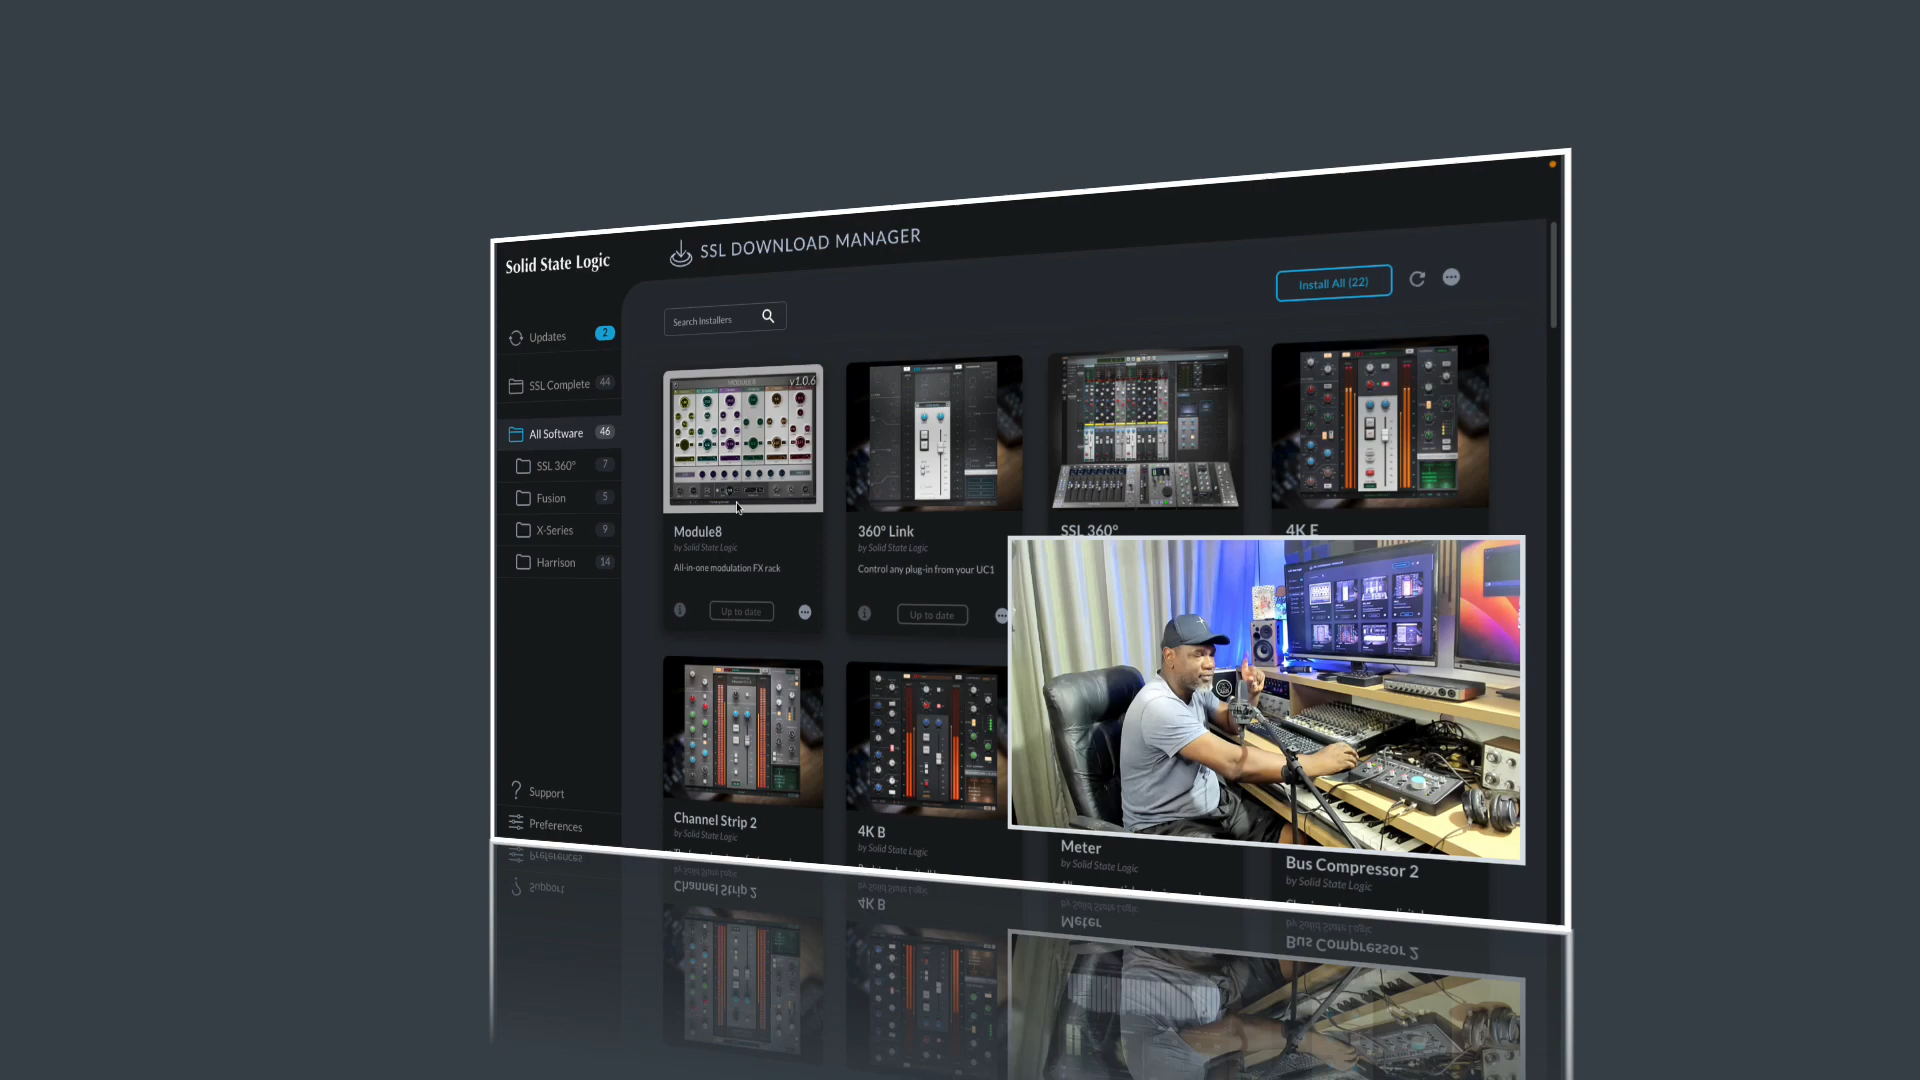 Solid State Logic
SSL DOWNLOAD MANAGER
Install All (22)
Search Installers
Updates 2
SSL Complete 44
All Software 46
SSL 360° 7
Fusion 5
X-Series 9
Harrison 14
Support
Preferences
MODULE8
v1.0.6
Module8
by Solid State Logic
All-in-one modulation FX rack
Up to date
360° Link
by Solid State Logic
Control any plug-in from your UC1
Up to date
SSL 360°
4K E
Channel Strip 2
by Solid State Logic
4K B
by Solid State Logic
Meter
by Solid State Logic
Bus Compressor 2
by Solid State Logic